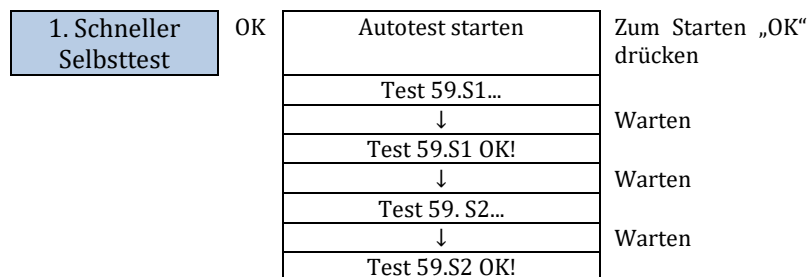 1. Schneller
Selbsttest
OK
Autotest starten
Zum Starten „OK“
drücken
Test 59.S1...
↓
Warten
Test 59.S1 OK!
↓
Warten
Test 59. S2...
↓
Warten
Test 59.S2 OK!